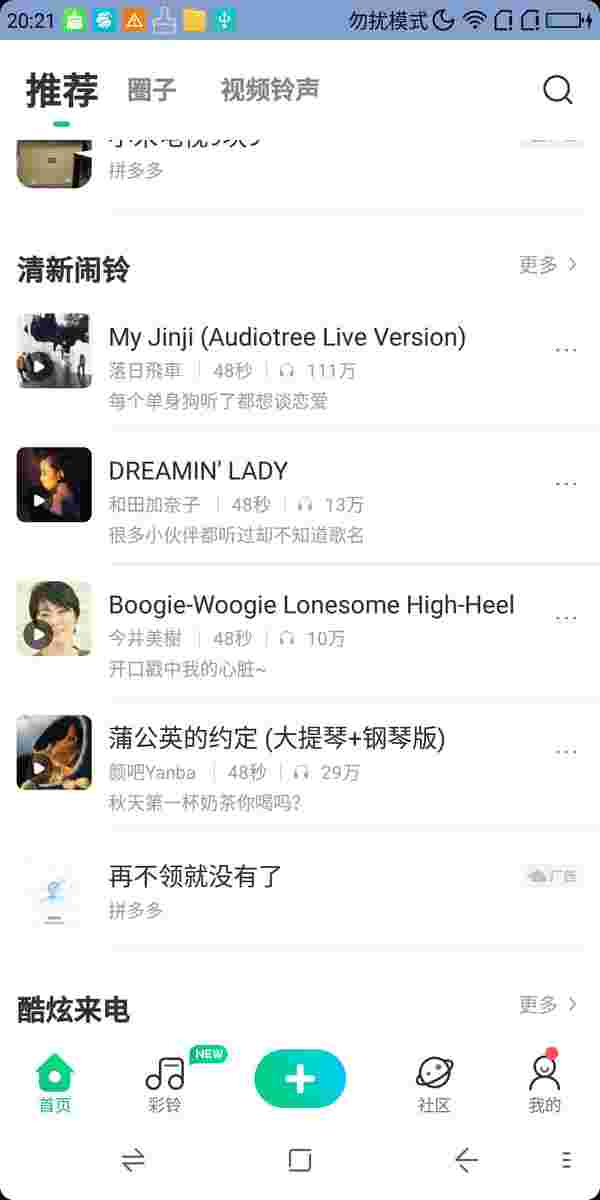 20:21
勿扰模式
推荐 圈子 视频铃声
拼多多
清新闹铃 更多
My Jinji (Audiotree Live Version)
落日飛車 48秒 111万
每个单身狗听了都想谈恋爱
DREAMIN' LADY
和田加奈子 48秒 13万
很多小伙伴都听过却不知道歌名
Boogie-Woogie Lonesome High-Heel
今井美樹 48秒 10万
开口戳中我的心脏~
蒲公英的约定 (大提琴+钢琴版)
颜吧Yanba 48秒 29万
秋天第一杯奶茶你喝吗?
再不领就没有了 广告
拼多多
酷炫来电 更多
NEW
首页 彩铃 社区 我的